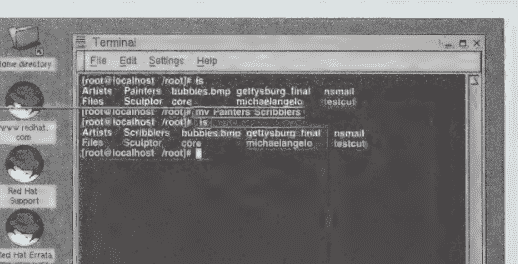 Terminal
File Edit Settings Help
[root@localhost /root]# ls
Artists Painters bubbies.bmp gettysburg.final nsmail
Files Sculptor core michaelangelo testcut
[root@localhost /root]# mv Painters Scribblers
[root@localhost /root]# ls
Artists Scribblers bubbies.bmp gettysburg.final nsmail
Files Sculptor core michaelangelo testcut
[root@localhost /root]#
Home directory
www.redhat.
com
Red Hat
Support
Red Hat Errata